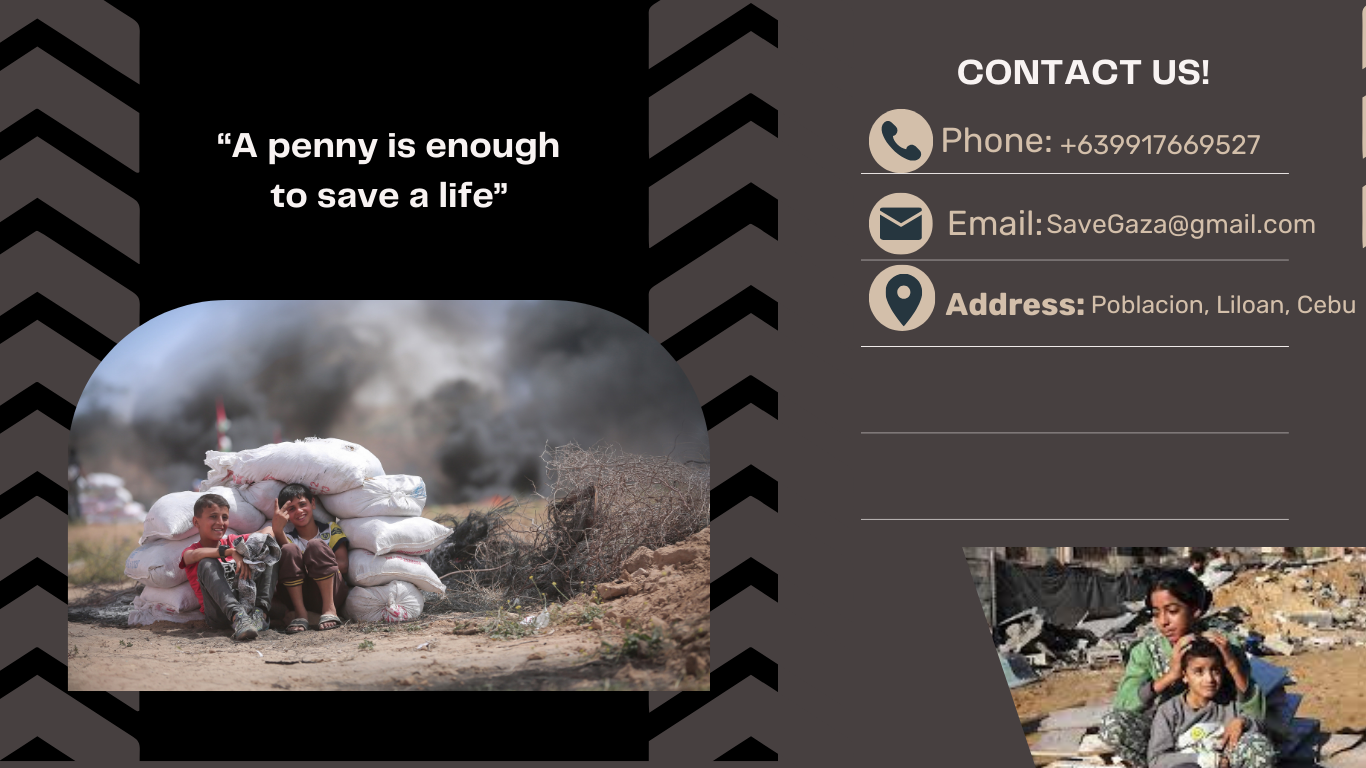 “A penny is enough
to save a life”
CONTACT US!
Phone: +639917669527
Email: SaveGaza@gmail.com
Address: Poblacion, Liloan, Cebu